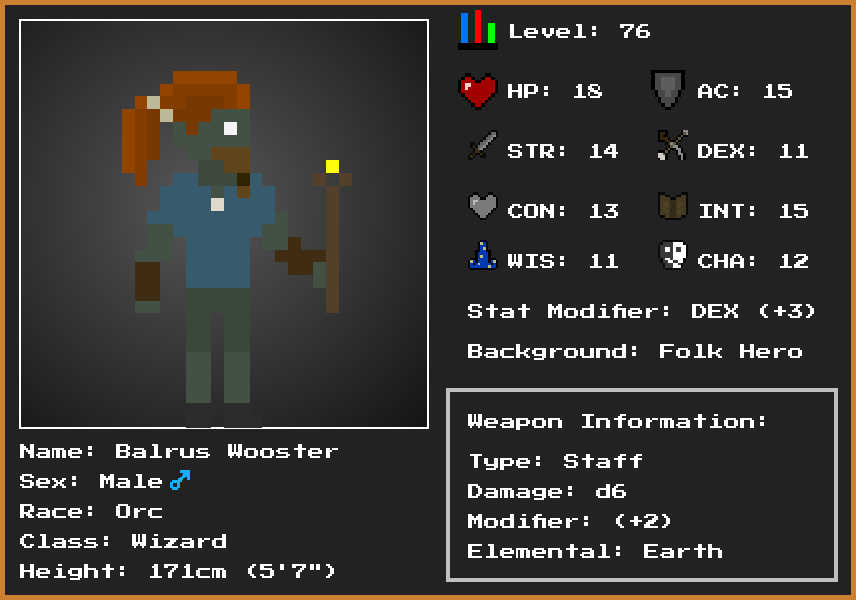 Level: 76
HP: 18 AC: 15
STR: 14 DEX: 11
CON: 13 INT: 15
WIS: 11 CHA: 12
Stat Modifier: DEX (+3)
Background: Folk Hero
Weapon Information:
Type: Staff
Damage: d6
Modifier: (+2)
Elemental: Earth
Name: Balrus Wooster
Sex: Male ♂
Race: Orc
Class: Wizard
Height: 171cm (5'7")